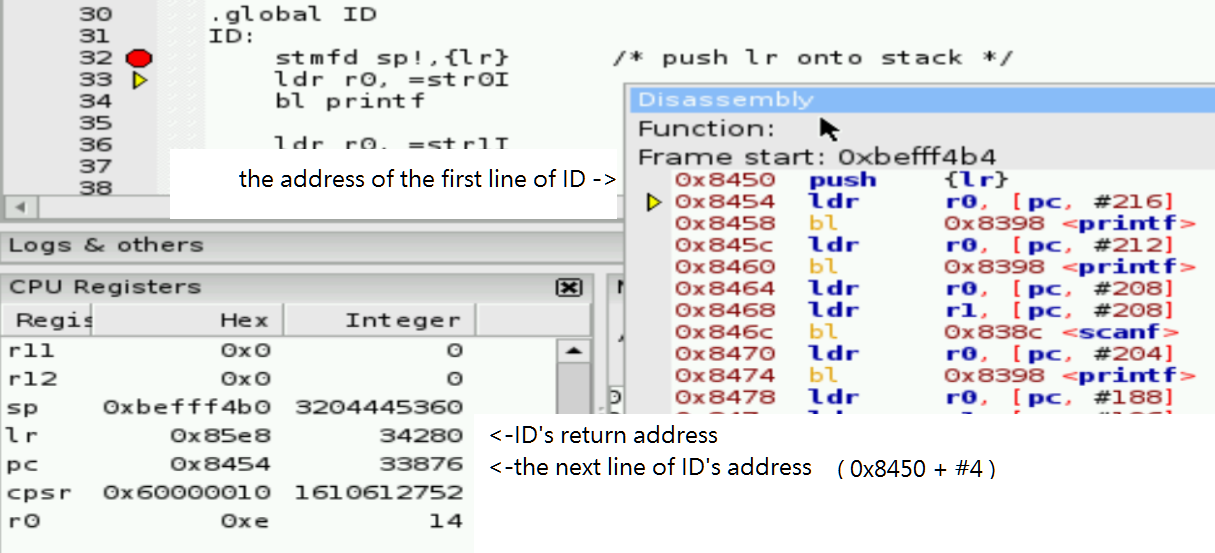 30 .global ID
31 ID:
32 stmfd sp!,{lr} /* push lr onto stack */
33 ldr r0, =str0I
34 bl printf
35
36 ldr r0, =str1I
37
38
the address of the first line of ID ->
Disassembly
Function:
Frame start: 0xbefff4b4
0x8450 push {lr}
0x8454 ldr r0, [pc, #216]
0x8458 bl 0x8398 <printf>
0x845c ldr r0, [pc, #212]
0x8460 bl 0x8398 <printf>
0x8464 ldr r0, [pc, #208]
0x8468 ldr r1, [pc, #208]
0x846c bl 0x838c <scanf>
0x8470 ldr r0, [pc, #204]
0x8474 bl 0x8398 <printf>
0x8478 ldr r0, [pc, #188]
Logs & others
CPU Registers
Regis Hex Integer
r11 0x0 0
r12 0x0 0
sp 0xbefff4b0 3204445360
lr 0x85e8 34280 <-ID's return address
pc 0x8454 33876 <-the next line of ID's address ( 0x8450 + #4 )
cpsr 0x60000010 1610612752
r0 0xe 14